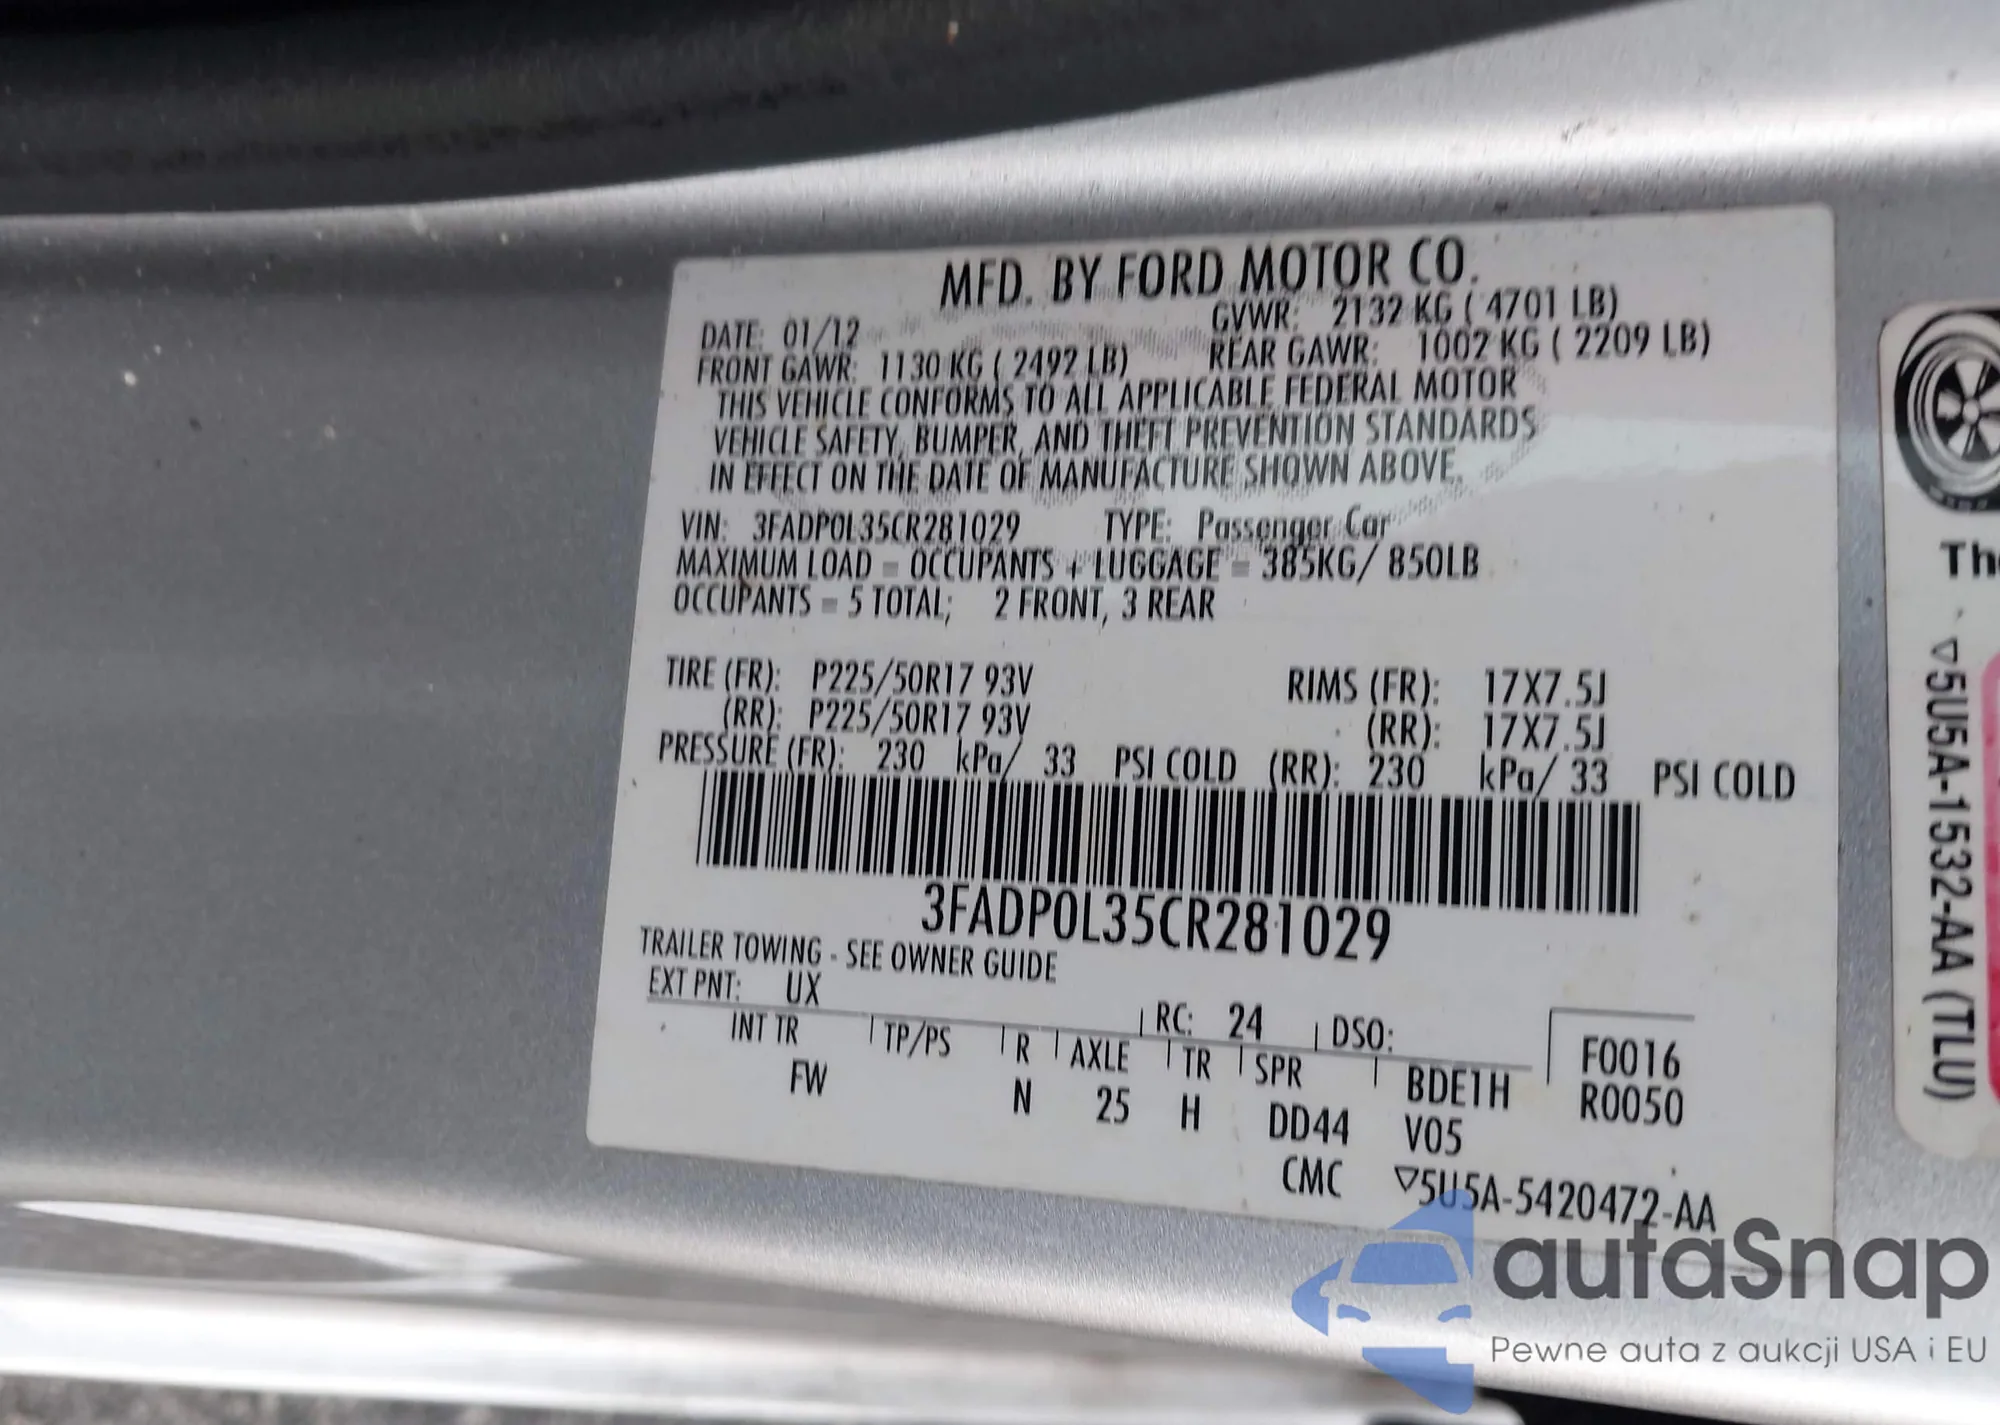 MFD. BY FORD MOTOR CO.
DATE: 01/12 GVWR: 2132 KG ( 4701 LB)
FRONT GAWR: 1130 KG ( 2492 LB) REAR GAWR: 1002 KG ( 2209 LB)
THIS VEHICLE CONFORMS TO ALL APPLICABLE FEDERAL MOTOR
VEHICLE SAFETY, BUMPER, AND THEFT PREVENTION STANDARDS
IN EFFECT ON THE DATE OF MANUFACTURE SHOWN ABOVE.
VIN: 3FADP0L35CR281029 TYPE: Passenger Car
MAXIMUM LOAD = OCCUPANTS + LUGGAGE = 385KG/ 850LB
OCCUPANTS = 5 TOTAL; 2 FRONT, 3 REAR
TIRE (FR): P225/50R17 93V RIMS (FR): 17X7.5J
(RR): P225/50R17 93V (RR): 17X7.5J
PRESSURE (FR): 230 kPa/ 33 PSI COLD (RR): 230 kPa/ 33 PSI COLD
3FADP0L35CR281029
TRAILER TOWING - SEE OWNER GUIDE
EXT PNT: UX RC: 24 DSO: F0016
INT TR TP/PS R AXLE TR SPR BDE1H R0050
FW N 25 H DD44 V05
CMC ▽5U5A-5420472-AA
▽5U5A-1532-AA (TLU)
autaSnap
Pewne auta z aukcji USA i EU